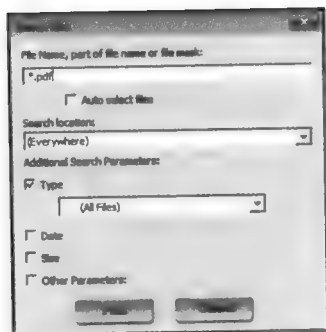 File Name, part of file name or file mask:
*.pdf
Auto select files
Search location:
(Everywhere)
Additional Search Parameters:
Type
(All Files)
Date
Size
Other Parameters: